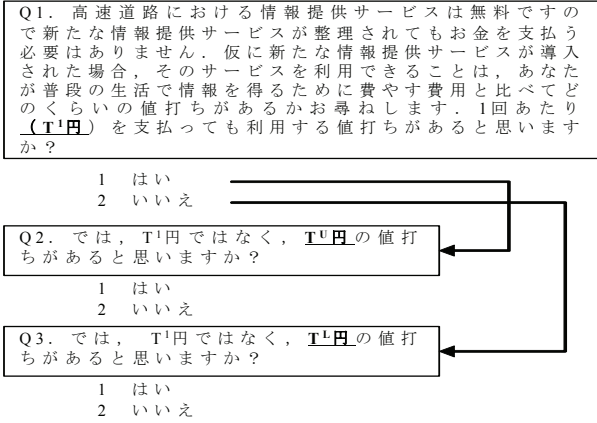 Q1. 高速道路における情報提供サービスは無料ですの
で新たな情報提供サービスが整理されてもお金を支払う
必要はありません．仮に新たな情報提供サービスが導入
された場合，そのサービスを利用できることは，あなた
が普段の生活で情報を得るために費やす費用と比べてど
のくらいの値打ちがあるかお尋ねします．1回あたり
（T¹円）を支払っても利用する値打ちがあると思います
か？
1 はい
2 いいえ
Q2. では，T¹円ではなく，Tᵁ円の値打
ちがあると思いますか？
1 はい
2 いいえ
Q3. では， T¹円ではなく，Tᴸ円の値打
ちがあると思いますか？
1 はい
2 いいえ